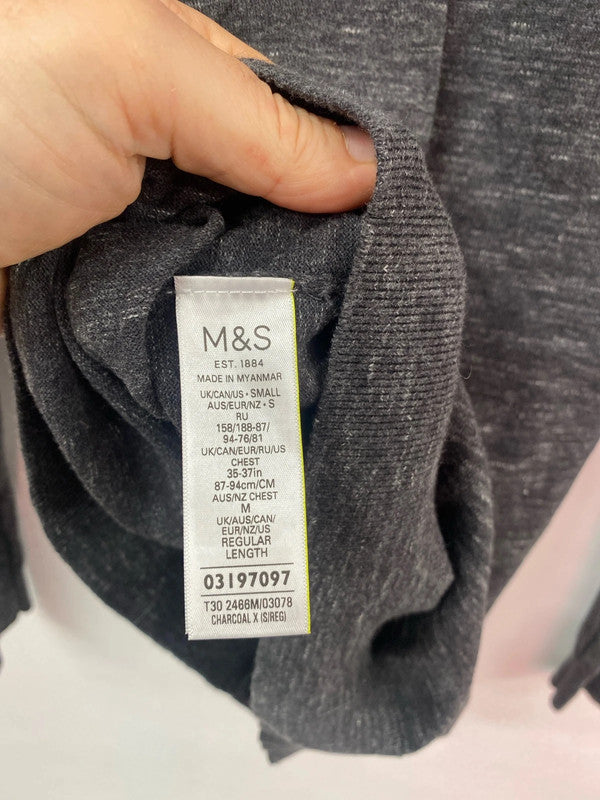 M&S
EST. 1884
MADE IN MYANMAR
UK/CAN/US • SMALL
AUS/EUR/NZ • S
RU
158/188-87/
94-76/81
UK/CAN/EUR/RU/US
CHEST
35-37in
87-94cm/CM
AUS/NZ CHEST
M
UK/AUS/CAN/
EUR/NZ/US
REGULAR
LENGTH
03197097
T30 2466M/03078
CHARCOAL X (S/REG)